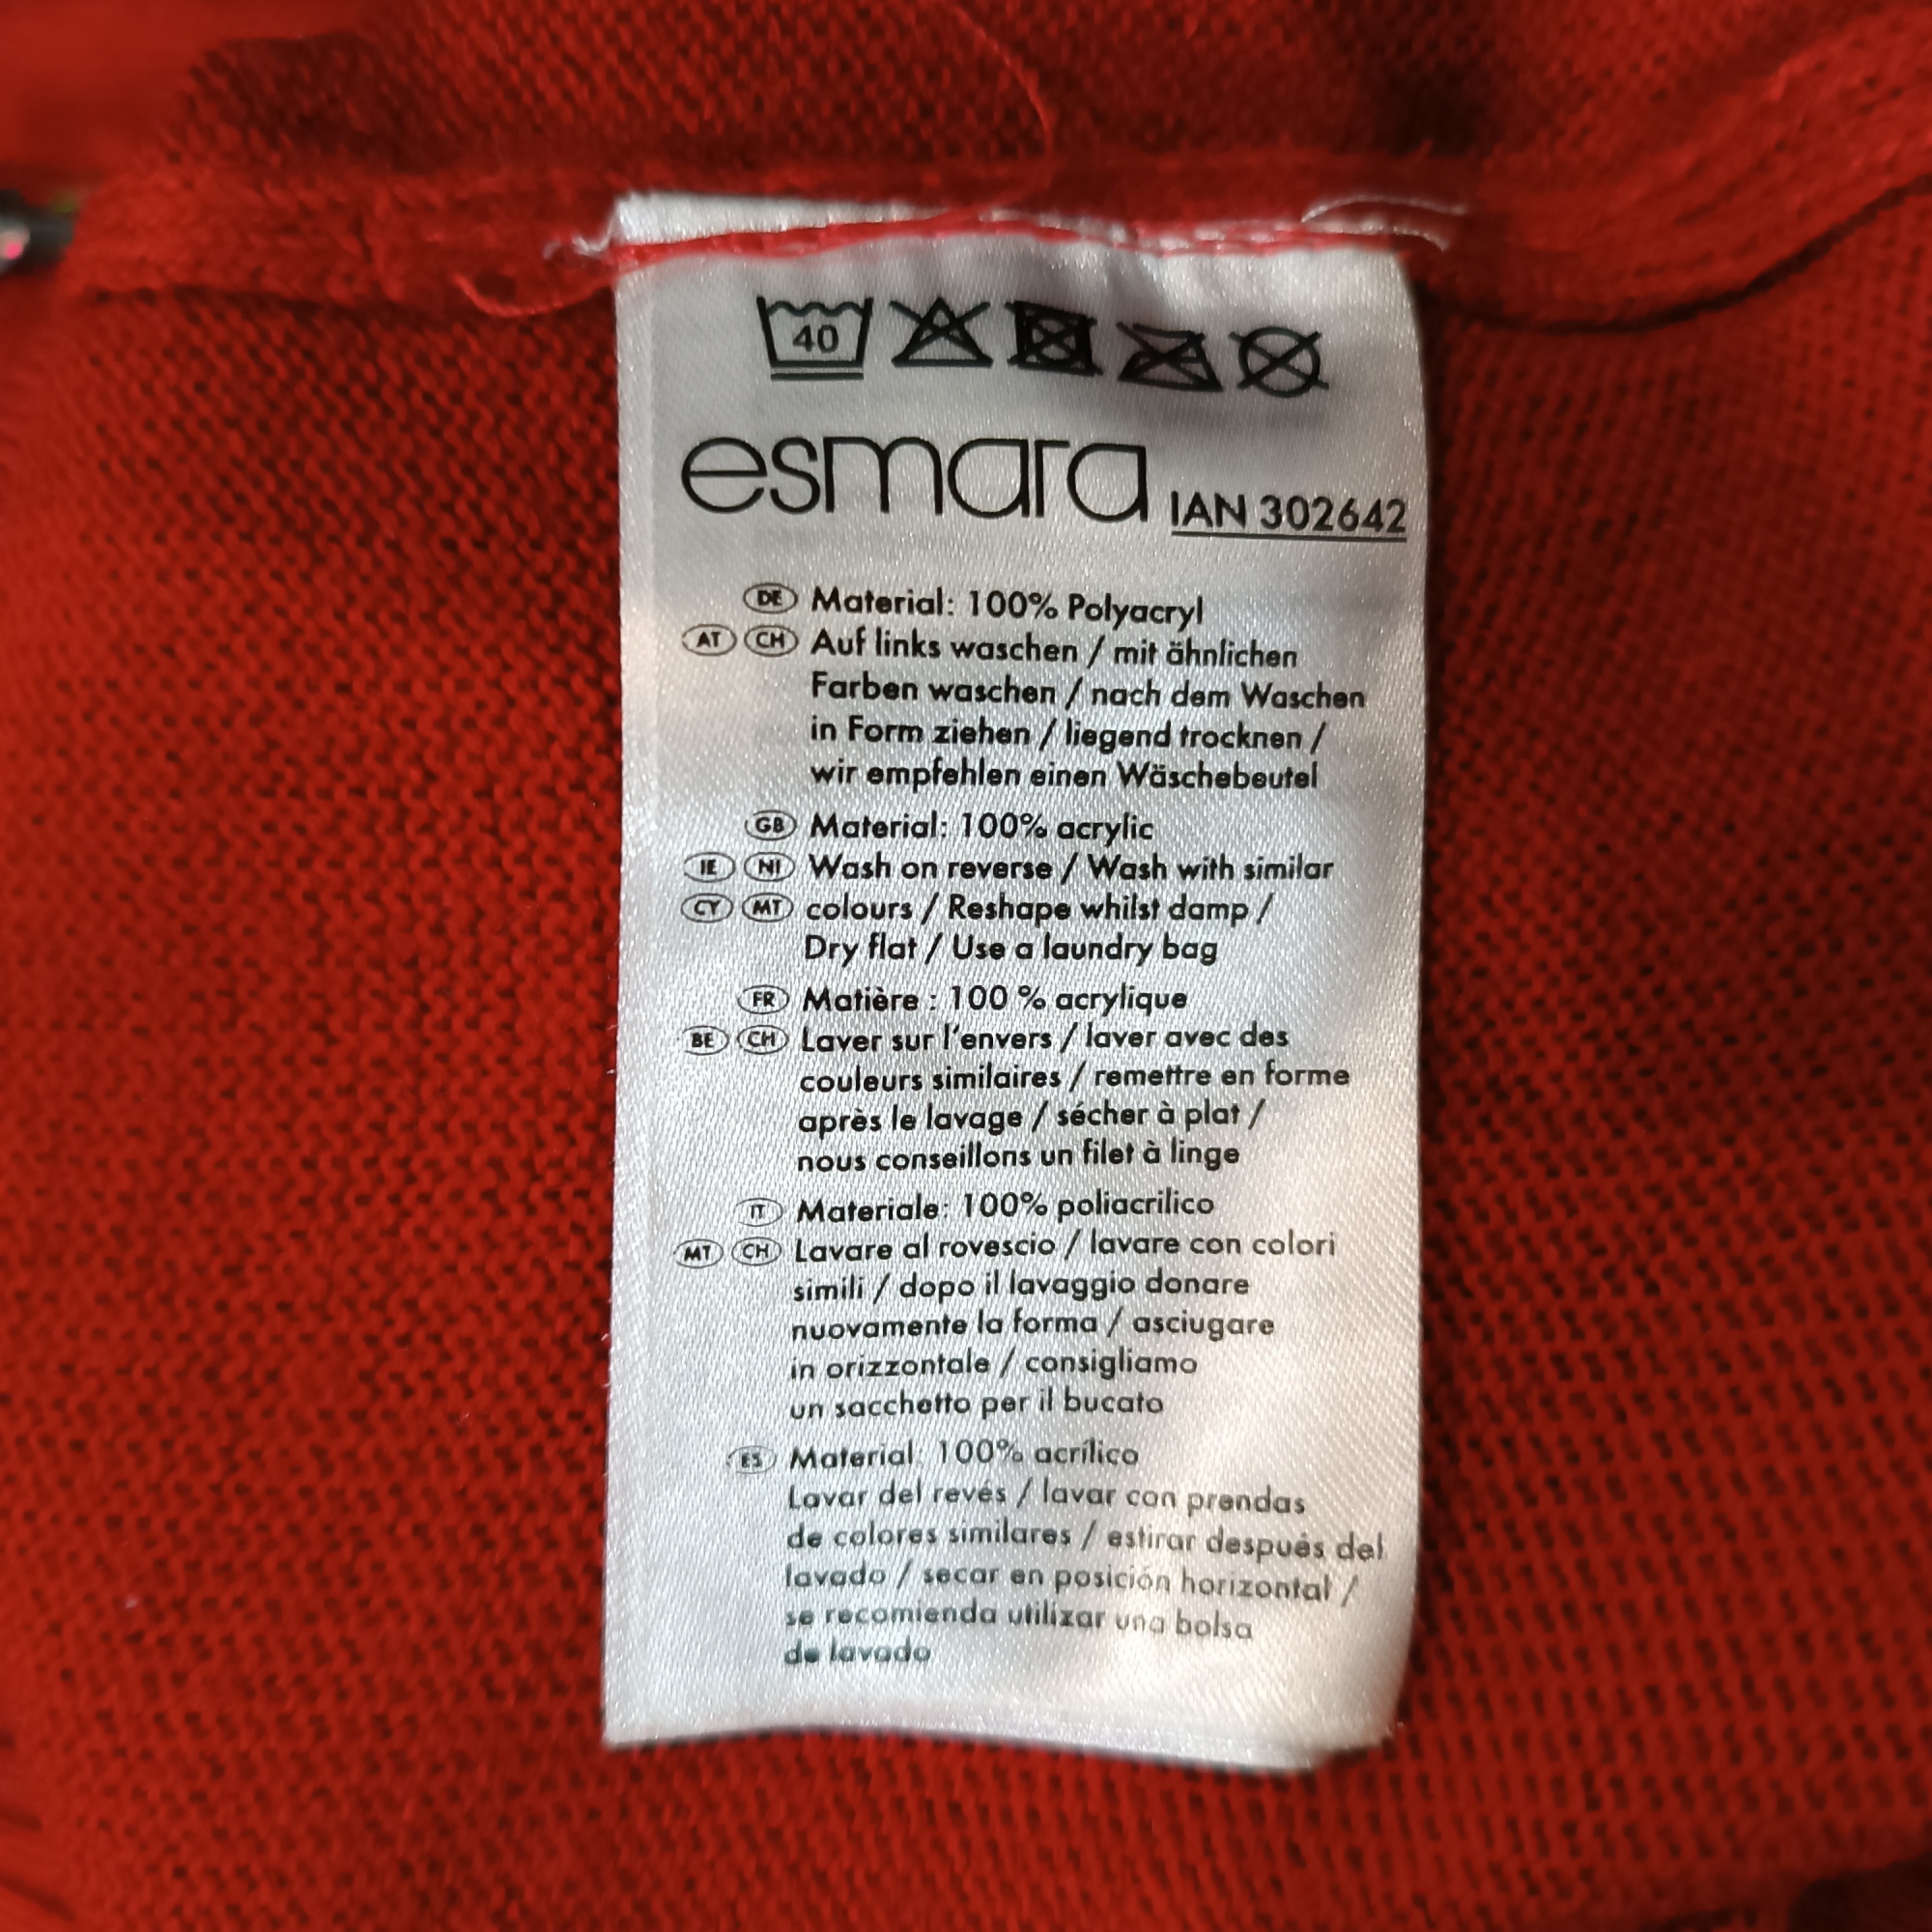 40
esmara IAN 302642
DE Material: 100% Polyacryl
AT CH Auf links waschen / mit ähnlichen
Farben waschen / nach dem Waschen
in Form ziehen / liegend trocknen /
wir empfehlen einen Wäschebeutel
GB Material: 100% acrylic
IE NI Wash on reverse / Wash with similar
CY MT colours / Reshape whilst damp /
Dry flat / Use a laundry bag
FR Matière : 100 % acrylique
BE CH Laver sur l'envers / laver avec des
couleurs similaires / remettre en forme
après le lavage / sécher à plat /
nous conseillons un filet à linge
IT Materiale: 100% poliacrilico
MT CH Lavare al rovescio / lavare con colori
simili / dopo il lavaggio donare
nuovamente la forma / asciugare
in orizzontale / consigliamo
un sacchetto per il bucato
ES Material 100% acrílico
Lavar del revés / lavar con prendas
de colores similares / estirar después del
lavado / secar en posición horizontal /
se recomienda utilizar una bolsa
de lavado